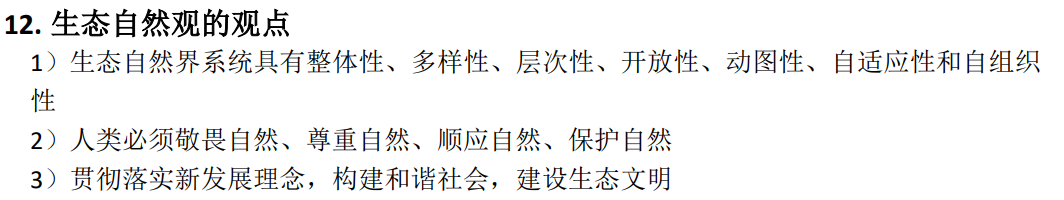 12. 生态自然观的观点
1）生态自然界系统具有整体性、多样性、层次性、开放性、动图性、自适应性和自组织
性
2）人类必须敬畏自然、尊重自然、顺应自然、保护自然
3）贯彻落实新发展理念，构建和谐社会，建设生态文明